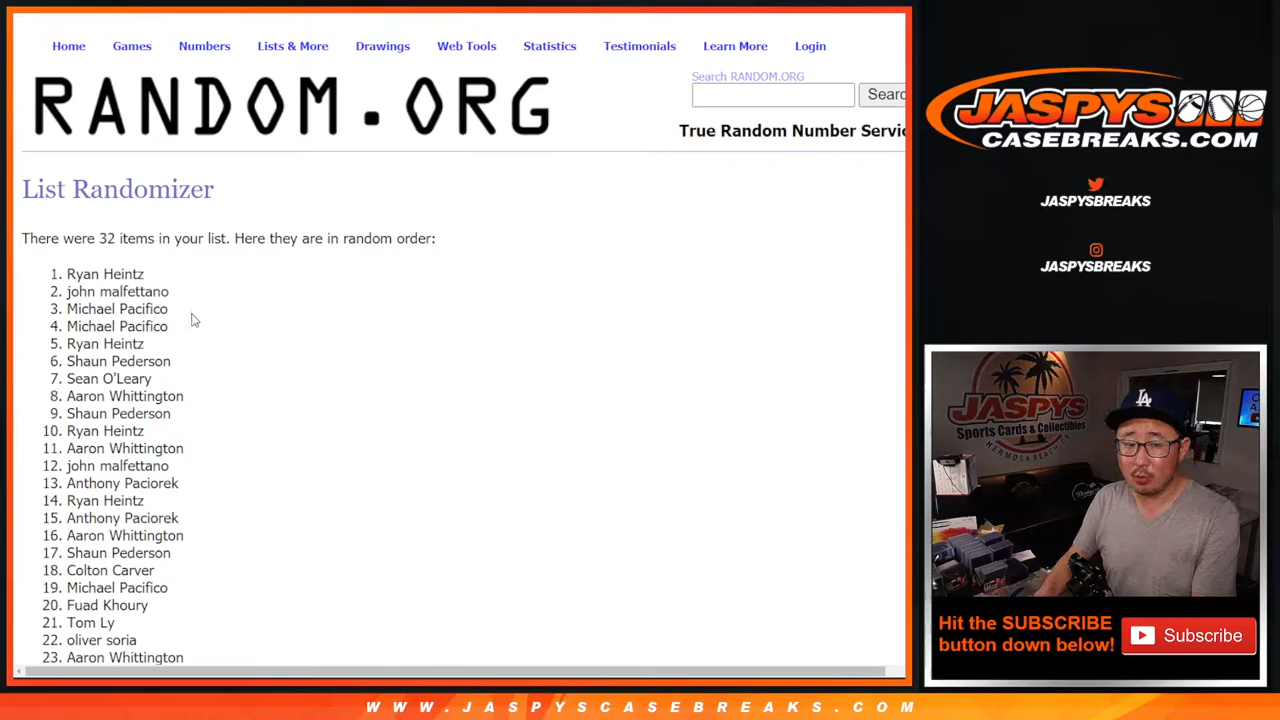 Home Games Numbers Lists & More Drawings Web Tools Statistics Testimonials Learn More Login
RANDOM.ORG
Search RANDOM.ORG
True Random Number Servic
List Randomizer
There were 32 items in your list. Here they are in random order:
1. Ryan Heintz
2. john malfettano
3. Michael Pacifico
4. Michael Pacifico
5. Ryan Heintz
6. Shaun Pederson
7. Sean O'Leary
8. Aaron Whittington
9. Shaun Pederson
10. Ryan Heintz
11. Aaron Whittington
12. john malfettano
13. Anthony Paciorek
14. Ryan Heintz
15. Anthony Paciorek
16. Aaron Whittington
17. Shaun Pederson
18. Colton Carver
19. Michael Pacifico
20. Fuad Khoury
21. Tom Ly
22. oliver soria
23. Aaron Whittington
JASPYS
CASEBREAKS.COM
JASPYSBREAKS
JASPYSBREAKS
JASPYS
Sports Cards & Collectibles
HERMOSA BEACH, CA
LA
Hit the SUBSCRIBE
button down below!
Subscribe
WWW.JASPYSCASEBREAKS.COM